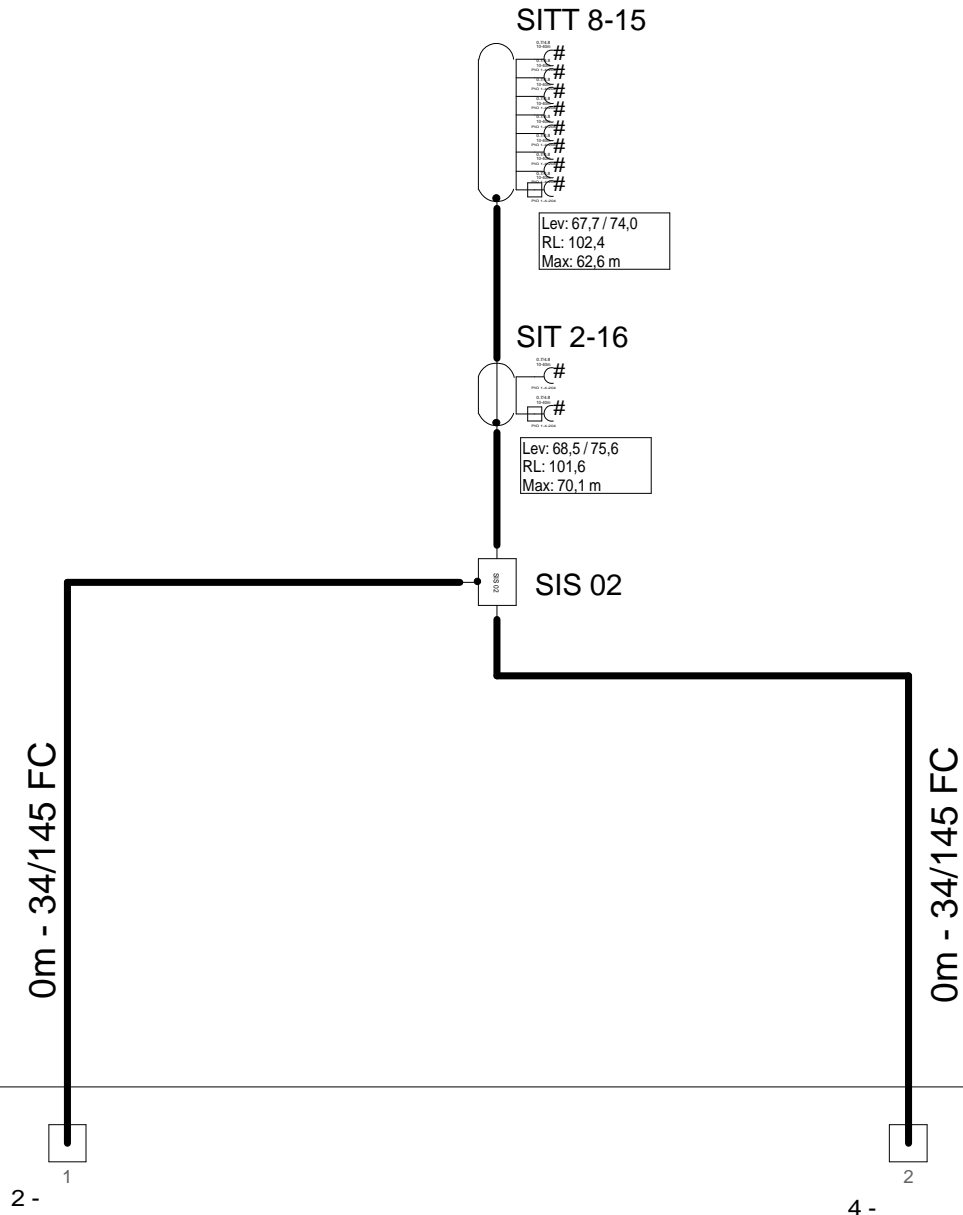 SITT 8-15
#
#
#
#
#
#
#
#
Lev: 67,7 / 74,0
RL: 102,4
Max: 62,6 m
SIT 2-16
#
#
Lev: 68,5 / 75,6
RL: 101,6
Max: 70,1 m
SIS 02
SIS 02
0m - 34/145 FC
0m - 34/145 FC
1
2
2 -
4 -